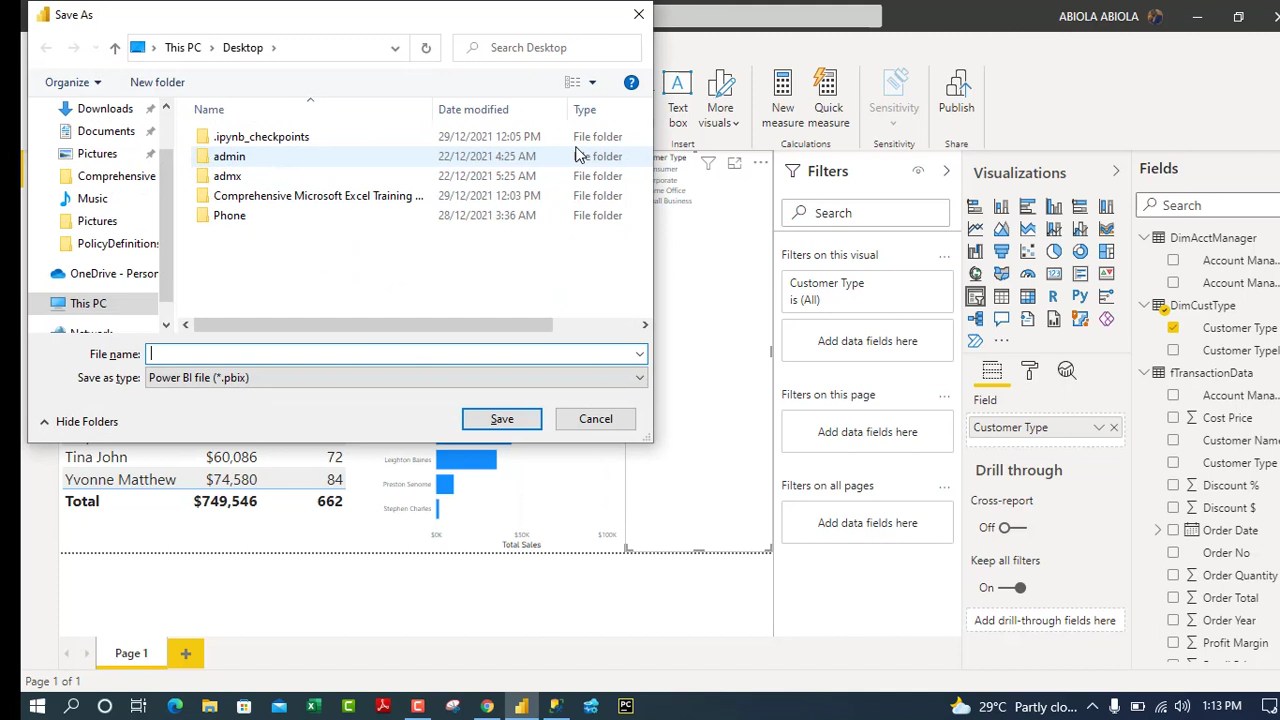 Save As
ABIOLA ABIOLA
This PC
Desktop
Search Desktop
Organize
New folder
Name
Date modified
Type
Downloads
Documents
Pictures
Comprehensive
Music
Pictures
PolicyDefinitions
OneDrive - Person
This PC
Network
.ipynb_checkpoints 29/12/2021 12:05 PM File folder
admin 22/12/2021 4:25 AM File folder
admx 22/12/2021 5:25 AM File folder
Comprehensive Microsoft Excel Training ... 29/12/2021 12:03 PM File folder
Phone 28/12/2021 3:36 AM File folder
File name:
Save as type: Power BI file (*.pbix)
Hide Folders
Save
Cancel
Text box
More visuals
New measure
Quick measure
Sensitivity
Publish
Insert
Calculations
Sensitivity
Share
Tina John $60,086 72
Yvonne Matthew $74,580 84
Total $749,546 662
Leighton Baines
Preston Senome
Stephen Charles
$0K $50K $100K
Total Sales
Filters
Search
Filters on this visual ...
Customer Type
is (All)
Add data fields here
Filters on this page ...
Add data fields here
Filters on all pages ...
Add data fields here
Visualizations
R
Py
Field
Customer Type
Drill through
Cross-report
Off
Keep all filters
On
Add drill-through fields here
Fields
Search
DimAcctManager
Account Mana...
Account Mana...
DimCustType
Customer Type
Customer Typel
fTransactionData
Account Mana...
Cost Price
Customer Name
Customer Type
Discount %
Discount $
Order Date
Order No
Order Quantity
Order Total
Order Year
Profit Margin
Page 1
Page 1 of 1
29°C Partly clo...
1:13 PM